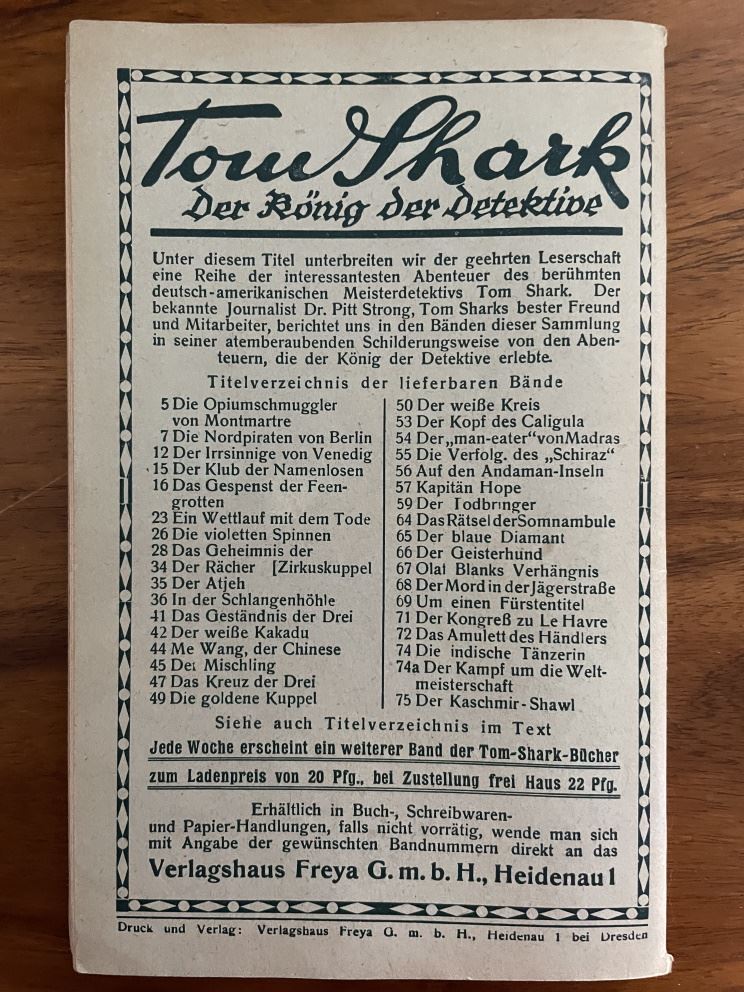 Tom Shark
Der König der Detektive
Unter diesem Titel unterbreiten wir der geehrten Leserschaft
eine Reihe der interessantesten Abenteuer des berühmten
deutsch-amerikanischen Meisterdetektivs Tom Shark. Der
bekannte Journalist Dr. Pitt Strong, Tom Sharks bester Freund
und Mitarbeiter, berichtet uns in den Bänden dieser Sammlung
in seiner atemberaubenden Schilderungsweise von den Aben-
teuern, die der König der Detektive erlebte.
Titelverzeichnis der lieferbaren Bände
5 Die Opiumschmuggler
von Montmartre
7 Die Nordpiraten von Berlin
12 Der Irrsinnige von Venedig
15 Der Klub der Namenlosen
16 Das Gespenst der Feen-
grotten
23 Ein Wettlauf mit dem Tode
26 Die violetten Spinnen
28 Das Geheimnis der
34 Der Rächer [Zirkuskuppel
35 Der Atjeh
36 In der Schlangenhöhle
41 Das Geständnis der Drei
42 Der weiße Kakadu
44 Me Wang, der Chinese
45 Der Mischling
47 Das Kreuz der Drei
49 Die goldene Kuppel
50 Der weiße Kreis
53 Der Kopf des Caligula
54 Der „man-eater“ von Madras
55 Die Verfolg. des „Schiraz“
56 Auf den Andaman-Inseln
57 Kapitän Hope
59 Der Todbringer
64 Das Rätsel der Somnambule
65 Der blaue Diamant
66 Der Geisterhund
67 Olaf Blanks Verhängnis
68 Der Mord in der Jägerstraße
69 Um einen Fürstentitel
71 Der Kongreß zu Le Havre
72 Das Amulett des Händlers
74 Die indische Tänzerin
74a Der Kampf um die Welt-
meisterschaft
75 Der Kaschmir-Shawl
Siehe auch Titelverzeichnis im Text
Jede Woche erscheint ein weiterer Band der Tom-Shark-Bücher
zum Ladenpreis von 20 Pfg., bei Zustellung frei Haus 22 Pfg.
Erhältlich in Buch-, Schreibwaren-
und Papier-Handlungen, falls nicht vorrätig, wende man sich
mit Angabe der gewünschten Bandnummern direkt an das
Verlagshaus Freya G. m. b. H., Heidenau 1
Druck und Verlag: Verlagshaus Freya G. m. b. H., Heidenau 1 bei Dresden